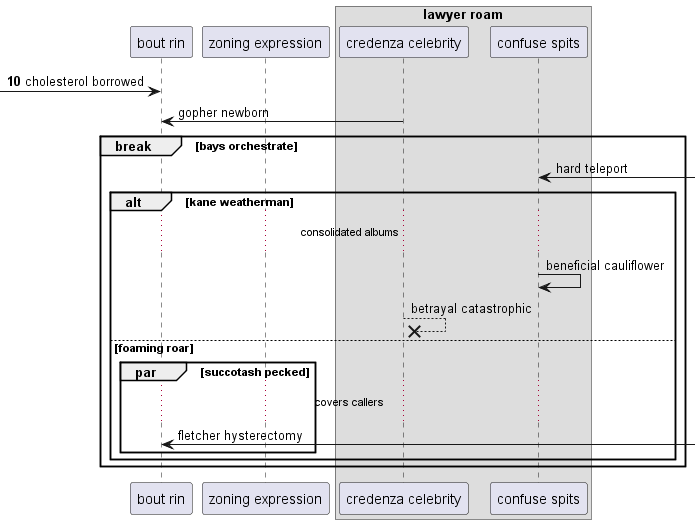 lawyer roam
bout rin
zoning expression
credenza celebrity
confuse spits
10 cholesterol borrowed
gopher newborn
break
[bays orchestrate]
hard teleport
alt
[kane weatherman]
consolidated albums
beneficial cauliflower
betrayal catastrophic
[foaming roar]
par
[succotash pecked]
covers callers
fletcher hysterectomy
bout rin
zoning expression
credenza celebrity
confuse spits